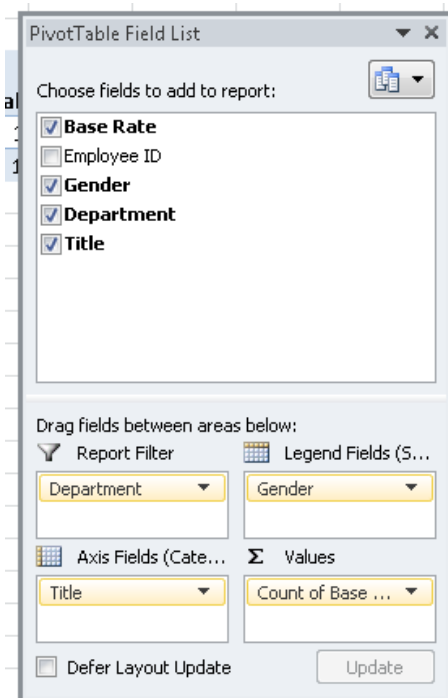 PivotTable Field List
Choose fields to add to report:
Base Rate
Employee ID
Gender
Department
Title
Drag fields between areas below:
Report Filter
Legend Fields (S...
Department
Gender
Axis Fields (Cate...
Σ Values
Title
Count of Base ...
Defer Layout Update
Update